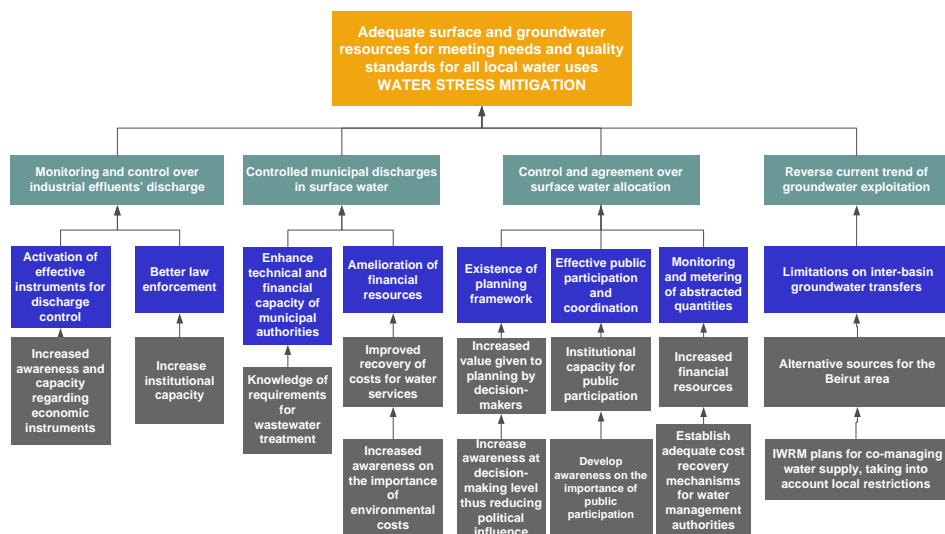 Adequate surface and groundwater
resources for meeting needs and quality
standards for all local water uses
WATER STRESS MITIGATION
Monitoring and control over
industrial effluents' discharge
Controlled municipal discharges
in surface water
Control and agreement over
surface water allocation
Reverse current trend of
groundwater exploitation
Activation of
effective
instruments for
discharge
control
Better law
enforcement
Enhance
technical and
financial
capacity of
municipal
authorities
Amelioration of
financial
resources
Existence of
planning
framework
Effective public
participation
and
coordination
Monitoring
and metering
of abstracted
quantities
Limitations on inter-basin
groundwater transfers
Increased
awareness and
capacity
regarding
economic
instruments
Increase
institutional
capacity
Knowledge of
requirements
for
wastewater
treatment
Improved
recovery of
costs for water
services
Increased
value given to
planning by
decision-
makers
Institutional
capacity for
public
participation
Increased
financial
resources
Alternative sources for the
Beirut area
Increased
awareness on
the importance
of
environmental
costs
Increase
awareness at
decision-
making level
thus reducing
political
influence
Develop
awareness on the
importance of
public
participation
Establish
adequate cost
recovery
mechanisms
for water
management
authorities
IWRM plans for co-managing
water supply, taking into
account local restrictions